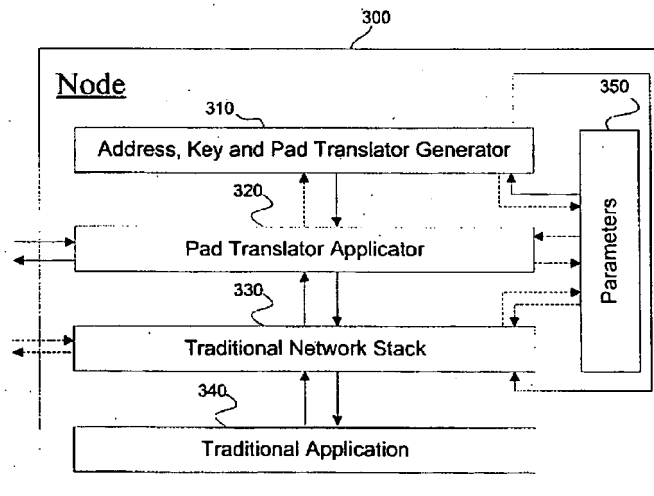 300
Node
350
310
Address, Key and Pad Translator Generator
320
Pad Translator Applicator
Parameters
330
Traditional Network Stack
340
Traditional Application